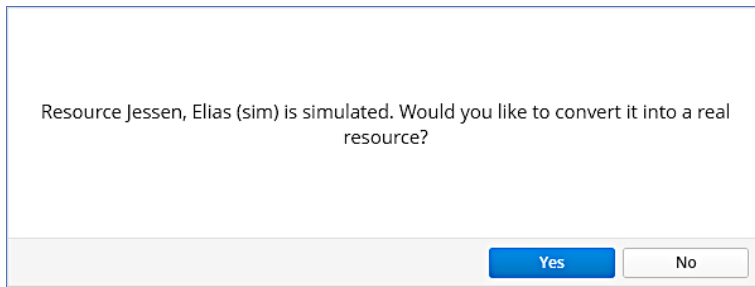 Resource Jessen, Elias (sim) is simulated. Would you like to convert it into a real
resource?
Yes
No